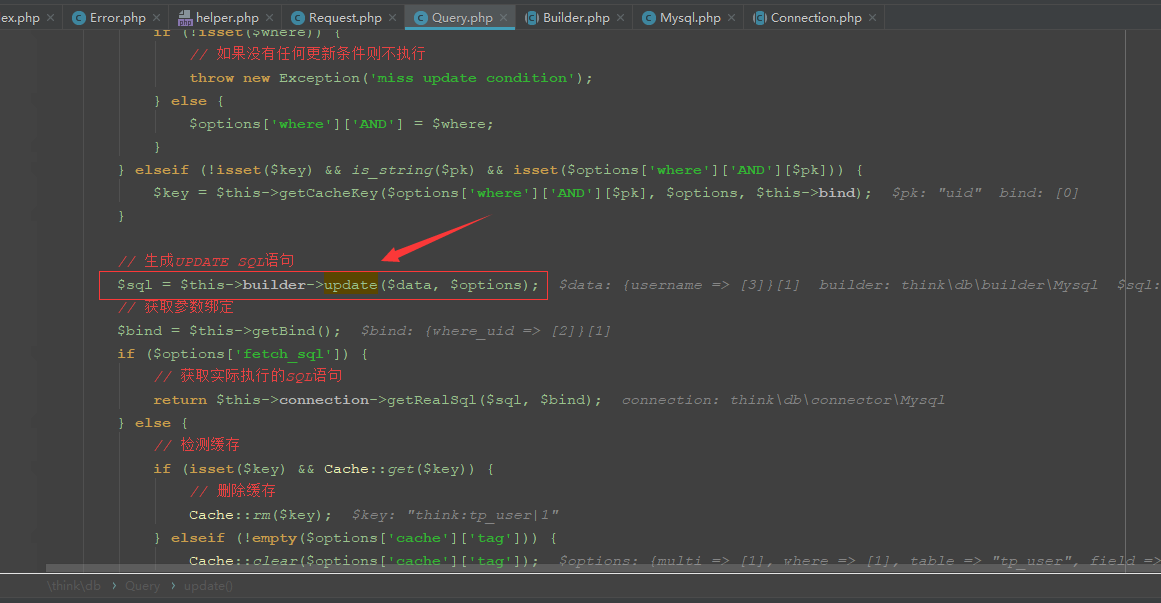 ex.php × Error.php × helper.php × Request.php × Query.php × Builder.php × Mysql.php × Connection.php ×
if (!isset($where)) {
// 如果没有任何更新条件则不执行
throw new Exception('miss update condition');
} else {
$options['where']['AND'] = $where;
}
} elseif (!isset($key) && is_string($pk) && isset($options['where']['AND'][$pk])) {
$key = $this->getCacheKey($options['where']['AND'][$pk], $options, $this->bind); $pk: "uid" bind: [0]
}
// 生成UPDATE SQL语句
$sql = $this->builder->update($data, $options); $data: {username => [3]}[1] builder: think\db\builder\Mysql $sql:
// 获取参数绑定
$bind = $this->getBind(); $bind: {where_uid => [2]}[1]
if ($options['fetch_sql']) {
// 获取实际执行的SQL语句
return $this->connection->getRealSql($sql, $bind); connection: think\db\connector\Mysql
} else {
// 检测缓存
if (isset($key) && Cache::get($key)) {
// 删除缓存
Cache::rm($key); $key: "think:tp_user|1"
} elseif (!empty($options['cache']['tag'])) {
Cache::clear($options['cache']['tag']); $options: {multi => [1], where => [1], table => "tp_user", field =>
\think\db › Query › update()